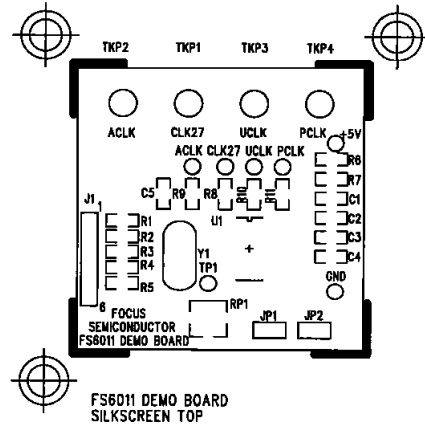 TKP2 TKP1 TKP3 TKP4
ACLK CLK27 UCLK PCLK
+5V
ACLK CLK27 UCLK PCLK
R6
R7
C5 R9 R8 R10 R11
C1
J1
1
R1
U1
C2
R2
C3
R3
Y1
C4
R4
TP1
GND
R5
6
RP1
FOCUS
SEMICONDUCTOR
FS6011 DEMO BOARD
JP1 JP2
FS6011 DEMO BOARD
SILKSCREEN TOP